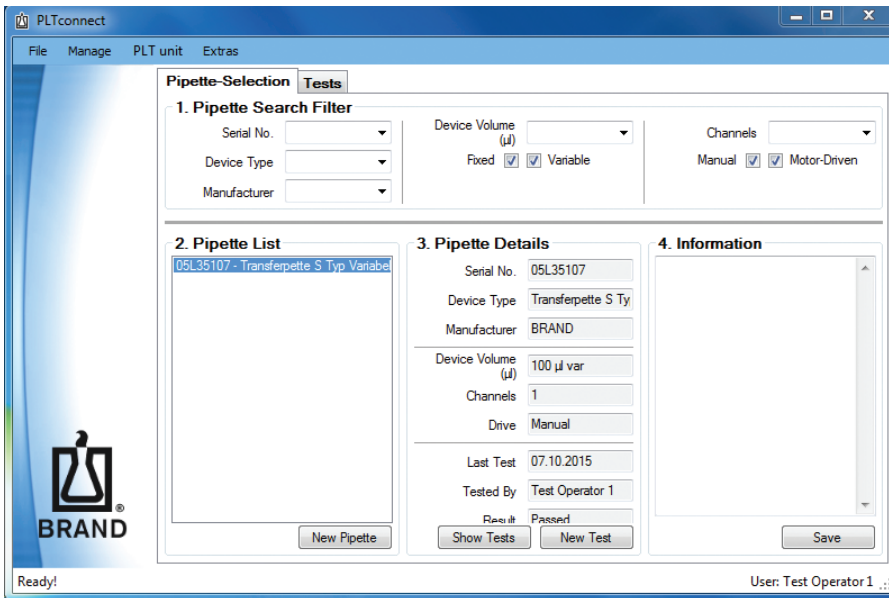 PLTconnect
File Manage PLT unit Extras
Pipette-Selection Tests
1. Pipette Search Filter
Serial No.
Device Type
Manufacturer
Device Volume
(µl)
Fixed Variable
Channels
Manual Motor-Driven
2. Pipette List
05L35107 - Transferpette S Typ Variabel
New Pipette
3. Pipette Details
Serial No. 05L35107
Device Type Transferpette S Ty
Manufacturer BRAND
Device Volume
(µl) 100 µl var
Channels 1
Drive Manual
Last Test 07.10.2015
Tested By Test Operator 1
Result Passed
Show Tests New Test
4. Information
Save
BRAND®
Ready!
User: Test Operator 1